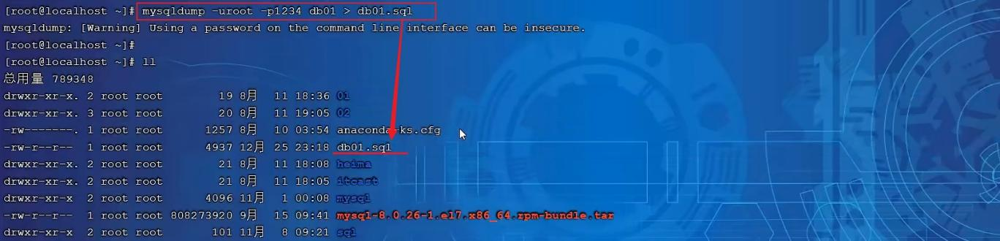 [root@localhost ~]# mysqldump -uroot -p1234 db01 > db01.sql
mysqldump: [Warning] Using a password on the command line interface can be insecure.
[root@localhost ~]#
[root@localhost ~]# ll
总用量 789348
drwxr-xr-x. 2 root root 19 8月 11 18:36 01
drwxr-xr-x. 3 root root 20 8月 11 19:05 02
-rw-------. 1 root root 1257 8月 10 03:54 anaconda-ks.cfg
-rw-r--r-- 1 root root 4937 12月 25 23:18 db01.sql
drwxr-xr-x. 2 root root 21 8月 11 18:08 heima
drwxr-xr-x. 2 root root 21 8月 11 18:05 itcast
drwxr-xr-x 2 root root 4096 11月 1 00:08 mysql
-rw-r--r-- 1 root root 808273920 9月 15 09:41 mysql-8.0.26-1.el7.x86_64.rpm-bundle.tar
drwxr-xr-x 2 root root 101 11月 8 09:21 sql